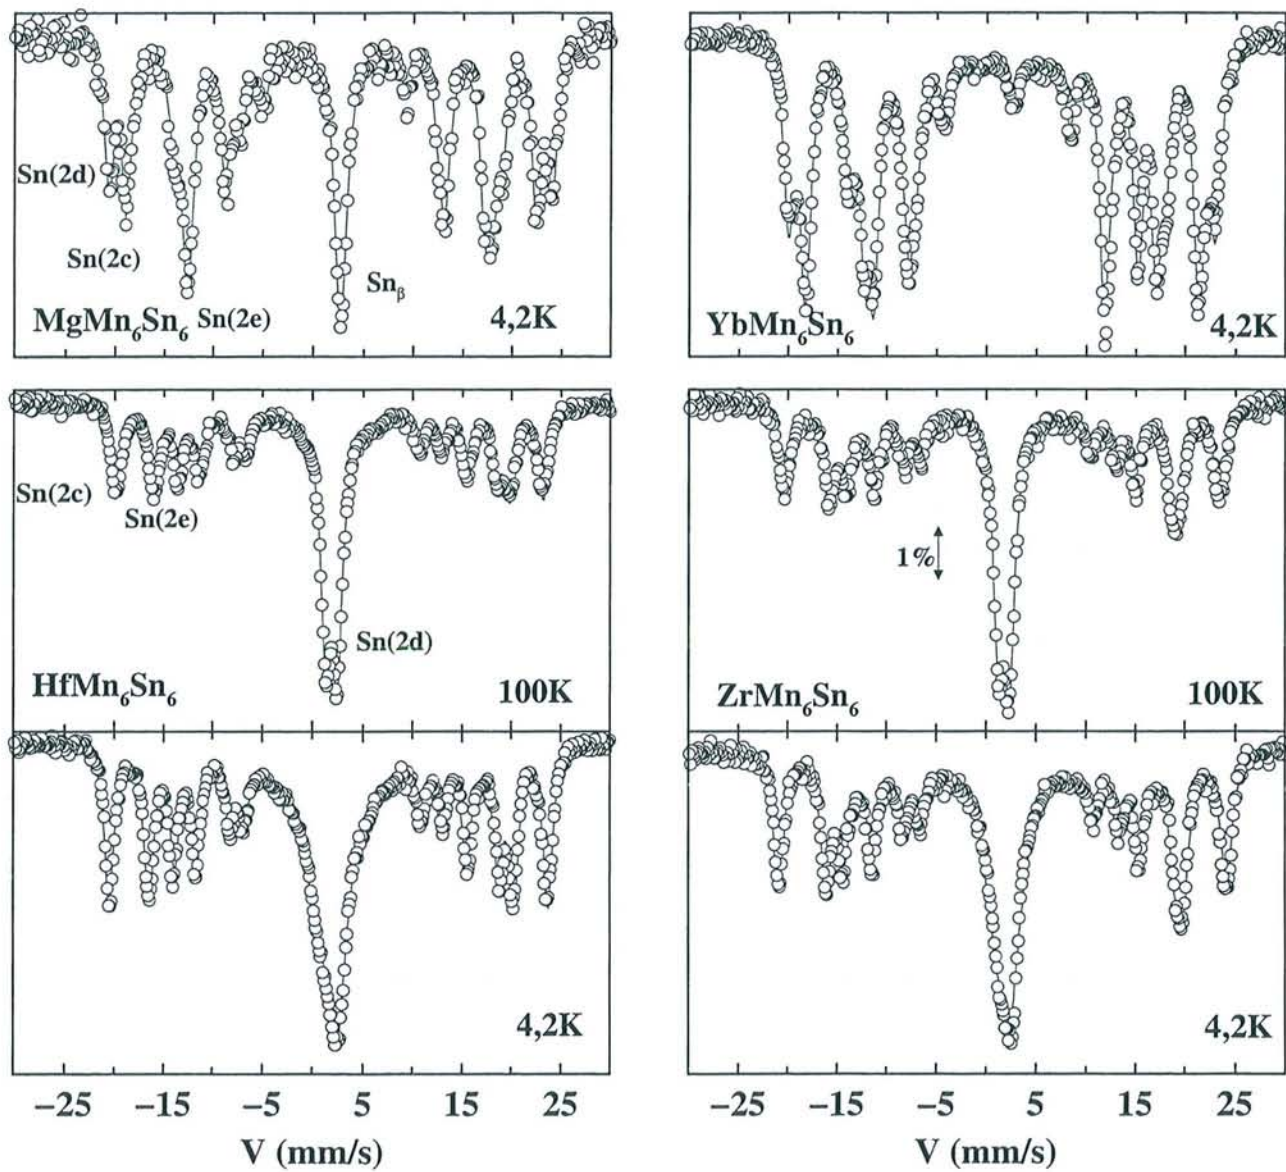 Sn(2d)
Sn(2c)
Sn(2e)
Snβ
MgMn6Sn6
4,2K
YbMn6Sn6
4,2K
Sn(2c)
Sn(2e)
Sn(2d)
HfMn6Sn6
100K
1%
ZrMn6Sn6
100K
4,2K
4,2K
−25 −15 −5 5 15 25
V (mm/s)
−25 −15 −5 5 15 25
V (mm/s)